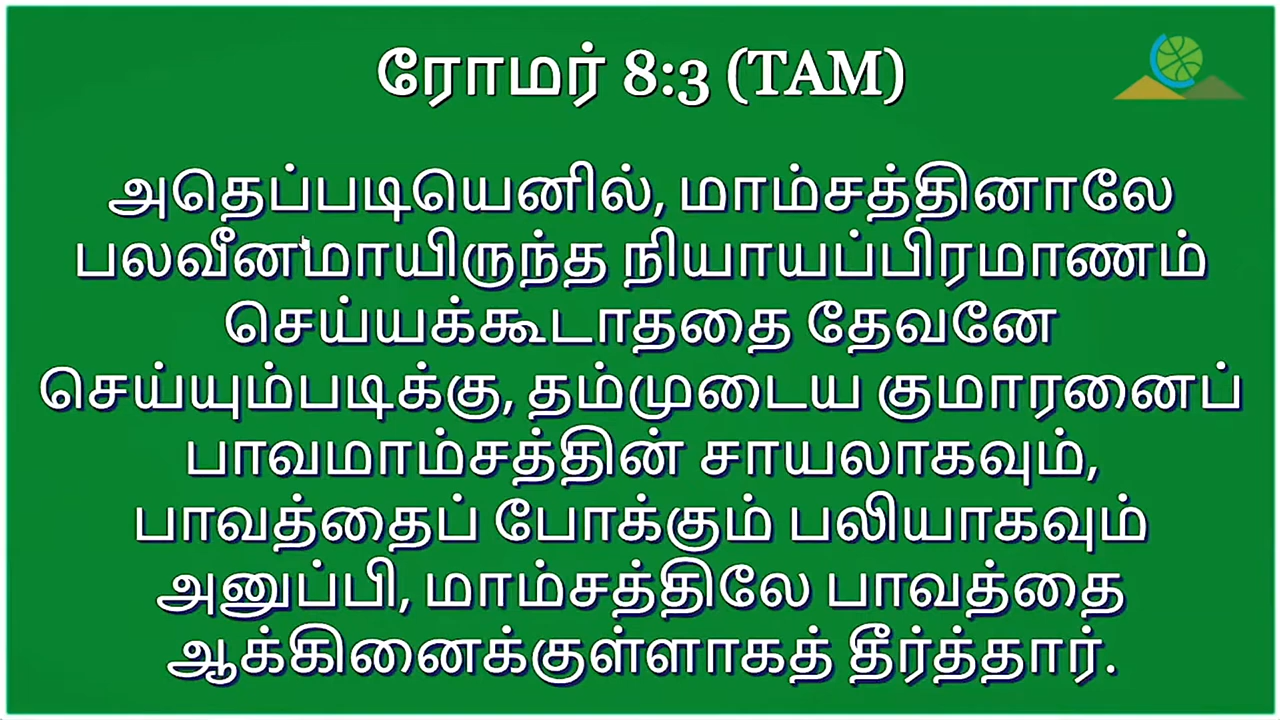 ரோமர் 8:3 (TAM)
அதெப்படியெனில், மாம்சத்தினாலே
பலவீனமாயிருந்த நியாயப்பிரமாணம்
செய்யக்கூடாததை தேவனே
செய்யும்படிக்கு, தம்முடைய குமாரனைப்
பாவமாம்சத்தின் சாயலாகவும்,
பாவத்தைப் போக்கும் பலியாகவும்
அனுப்பி, மாம்சத்திலே பாவத்தை
ஆக்கினைக்குள்ளாகத் தீர்த்தார்.